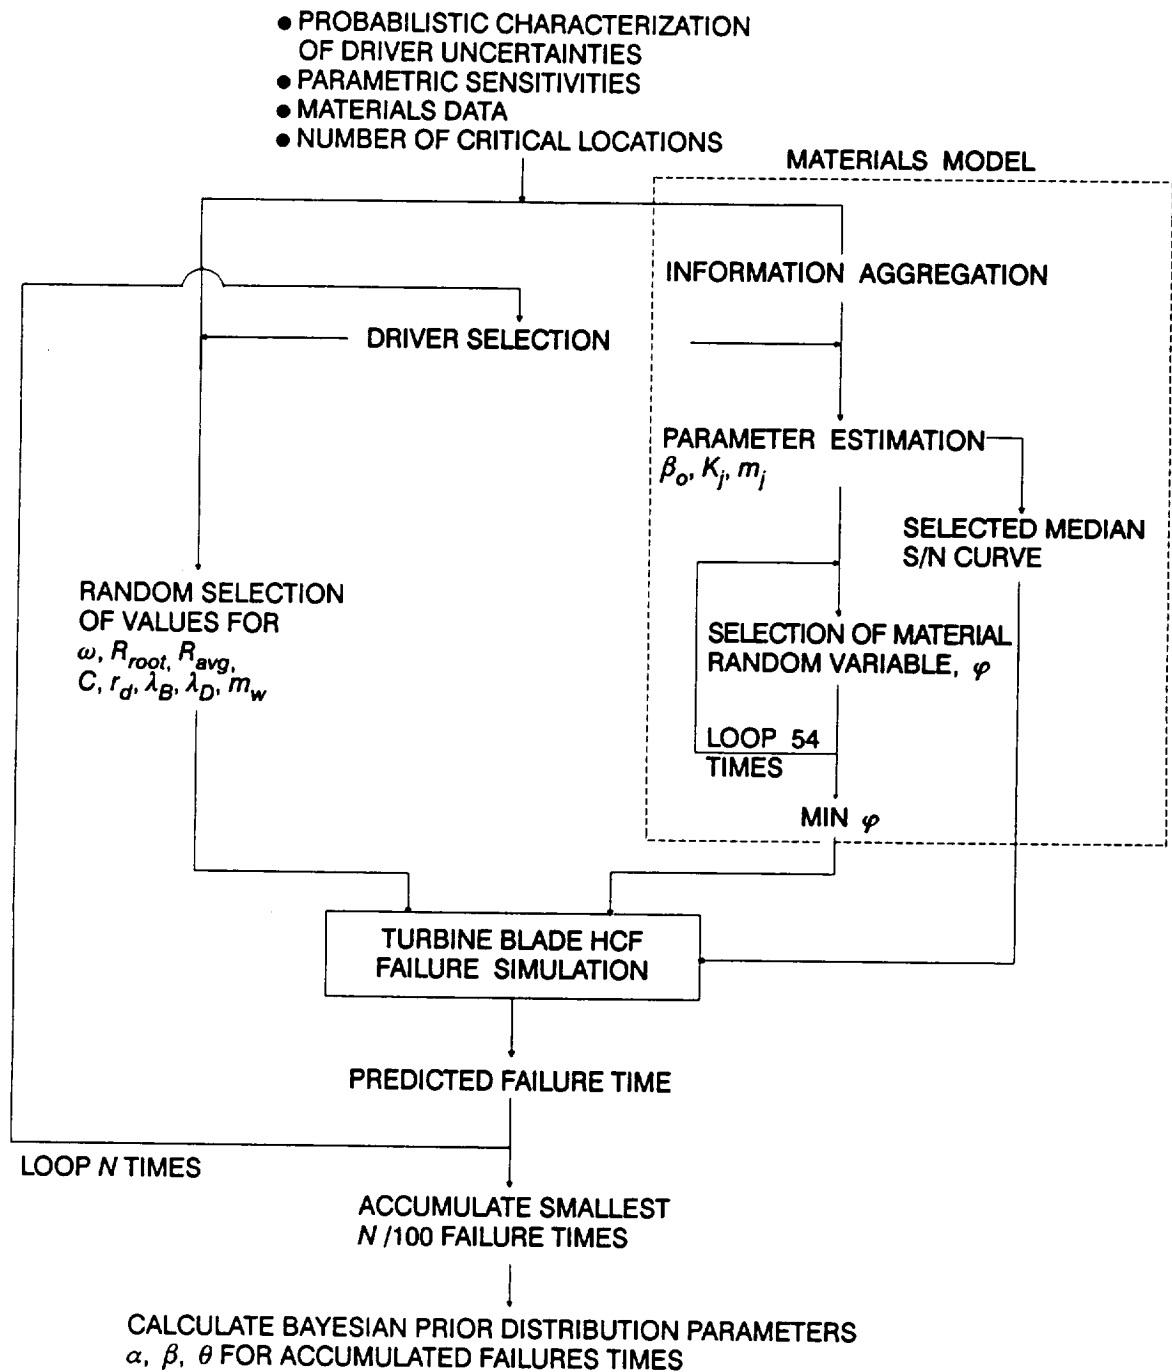 ● PROBABILISTIC CHARACTERIZATION
OF DRIVER UNCERTAINTIES
● PARAMETRIC SENSITIVITIES
● MATERIALS DATA
● NUMBER OF CRITICAL LOCATIONS
MATERIALS MODEL
INFORMATION AGGREGATION
DRIVER SELECTION
PARAMETER ESTIMATION
β_o, K_j, m_j
SELECTED MEDIAN
S/N CURVE
RANDOM SELECTION
OF VALUES FOR
ω, R_root, R_avg,
C, r_d, λ_B, λ_D, m_w
SELECTION OF MATERIAL
RANDOM VARIABLE, φ
LOOP 54
TIMES
MIN φ
TURBINE BLADE HCF
FAILURE SIMULATION
PREDICTED FAILURE TIME
LOOP N TIMES
ACCUMULATE SMALLEST
N /100 FAILURE TIMES
CALCULATE BAYESIAN PRIOR DISTRIBUTION PARAMETERS
α, β, θ FOR ACCUMULATED FAILURES TIMES